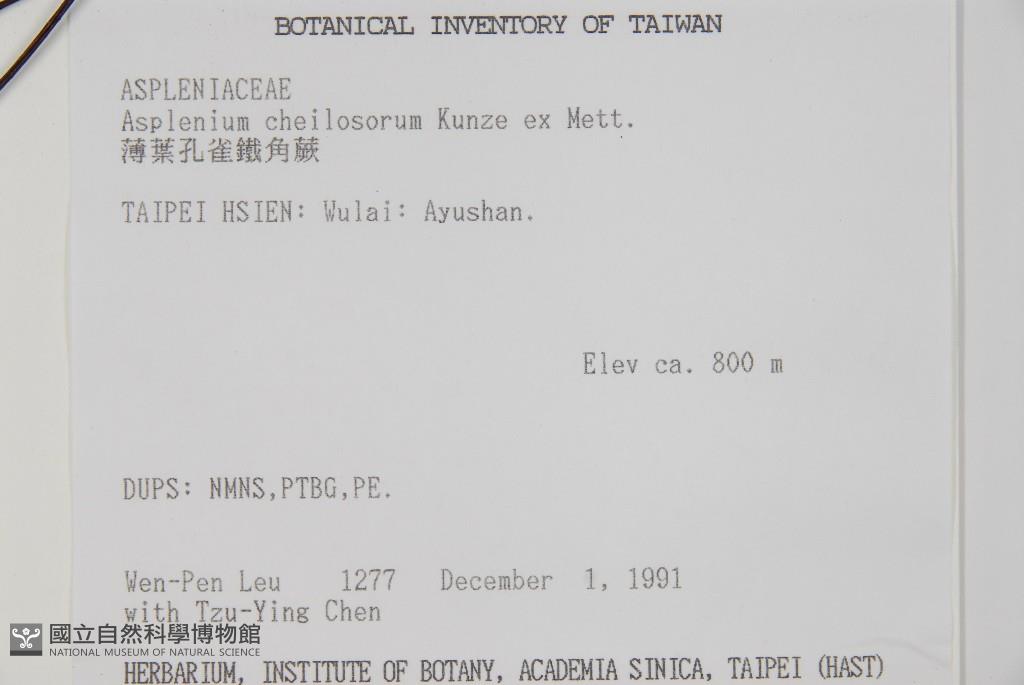 BOTANICAL INVENTORY OF TAIWAN
ASPLENIACEAE
Asplenium cheilosorum Kunze ex Mett.
薄葉孔雀鐵角蕨
TAIPEI HSIEN: Wulai: Ayushan.
Elev ca. 800 m
DUPS: NMNS,PTBG,PE.
Wen-Pen Leu 1277 December 1, 1991
with Tzu-Ying Chen
國立自然科學博物館
NATIONAL MUSEUM OF NATURAL SCIENCE
HERBARIUM, INSTITUTE OF BOTANY, ACADEMIA SINICA, TAIPEI (HAST)